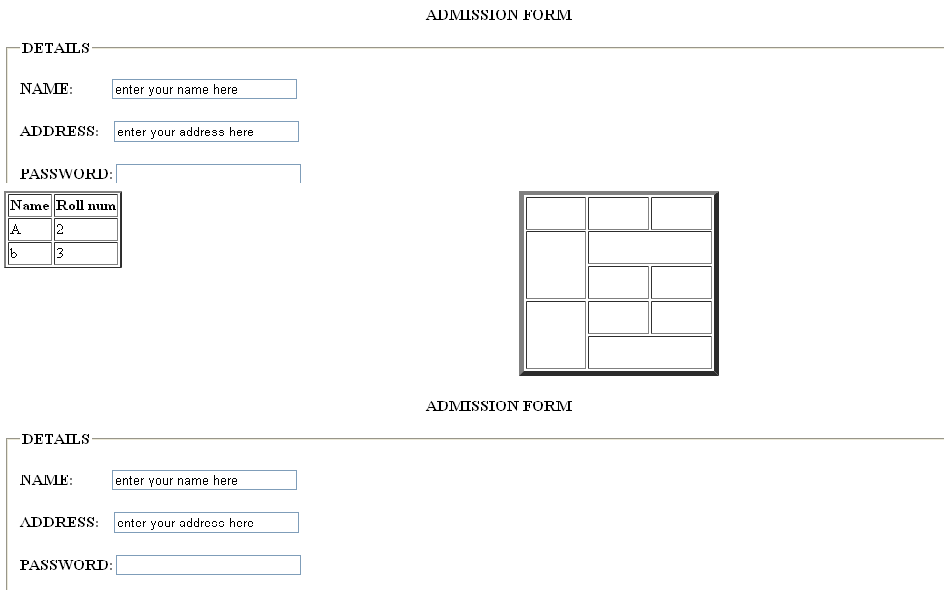 ADMISSION FORM
DETAILS
NAME: enter your name here
ADDRESS: enter your address here
PASSWORD:
Name Roll num
A 2
b 3
ADMISSION FORM
DETAILS
NAME: enter your name here
ADDRESS: enter your address here
PASSWORD: